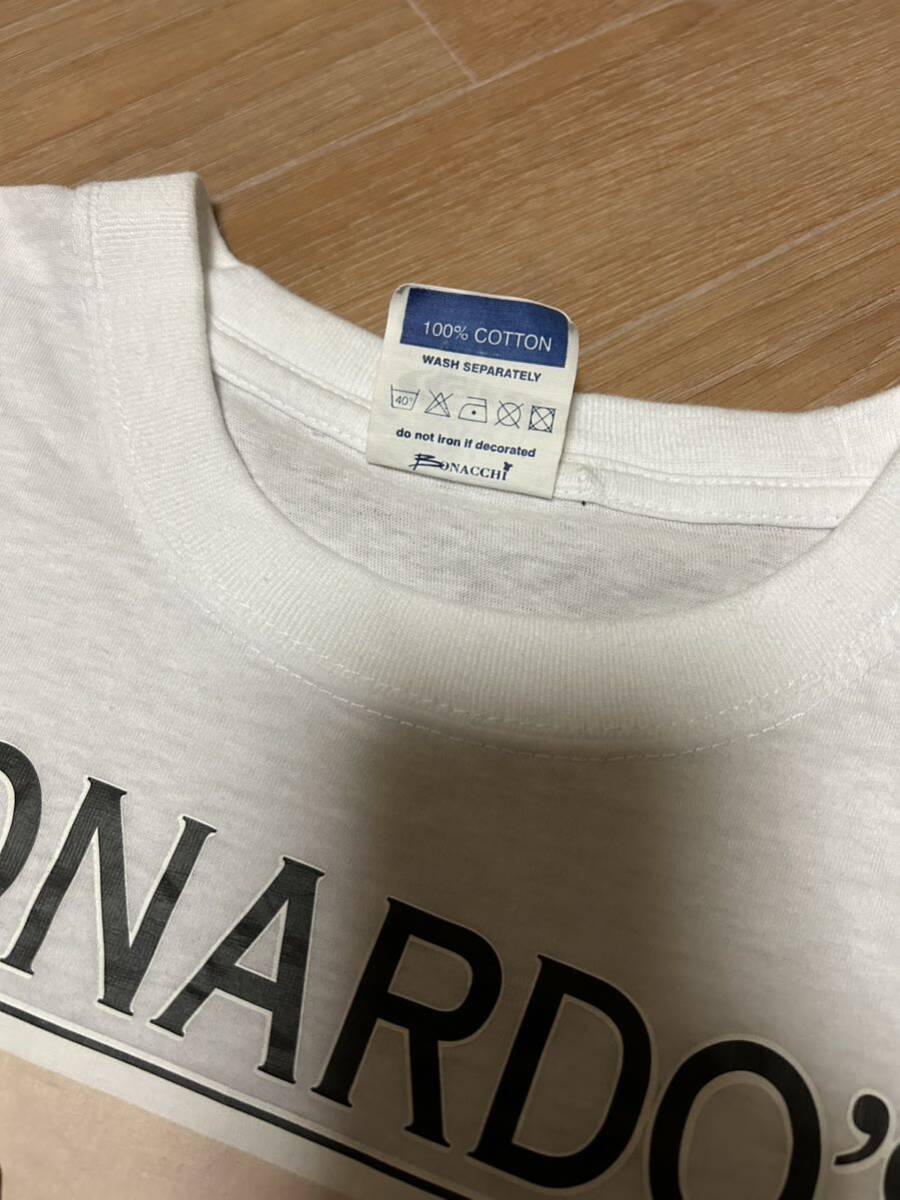 100% COTTON
WASH SEPARATELY
40°
do not iron if decorated
BONACCHI
ONARDO'